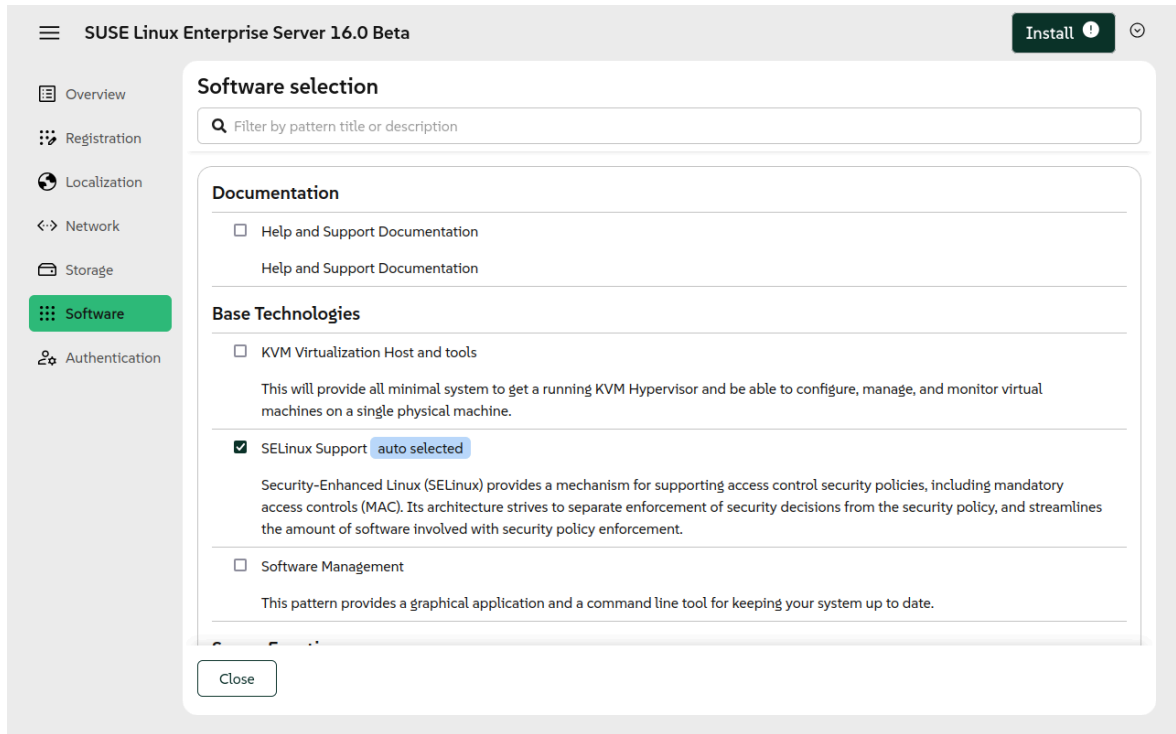 SUSE Linux Enterprise Server 16.0 Beta
Install
Overview
Registration
Localization
Network
Storage
Software
Authentication
Software selection
Filter by pattern title or description
Documentation
Help and Support Documentation
Help and Support Documentation
Base Technologies
KVM Virtualization Host and tools
This will provide all minimal system to get a running KVM Hypervisor and be able to configure, manage, and monitor virtual
machines on a single physical machine.
SELinux Support auto selected
Security-Enhanced Linux (SELinux) provides a mechanism for supporting access control security policies, including mandatory
access controls (MAC). Its architecture strives to separate enforcement of security decisions from the security policy, and streamlines
the amount of software involved with security policy enforcement.
Software Management
This pattern provides a graphical application and a command line tool for keeping your system up to date.
Close